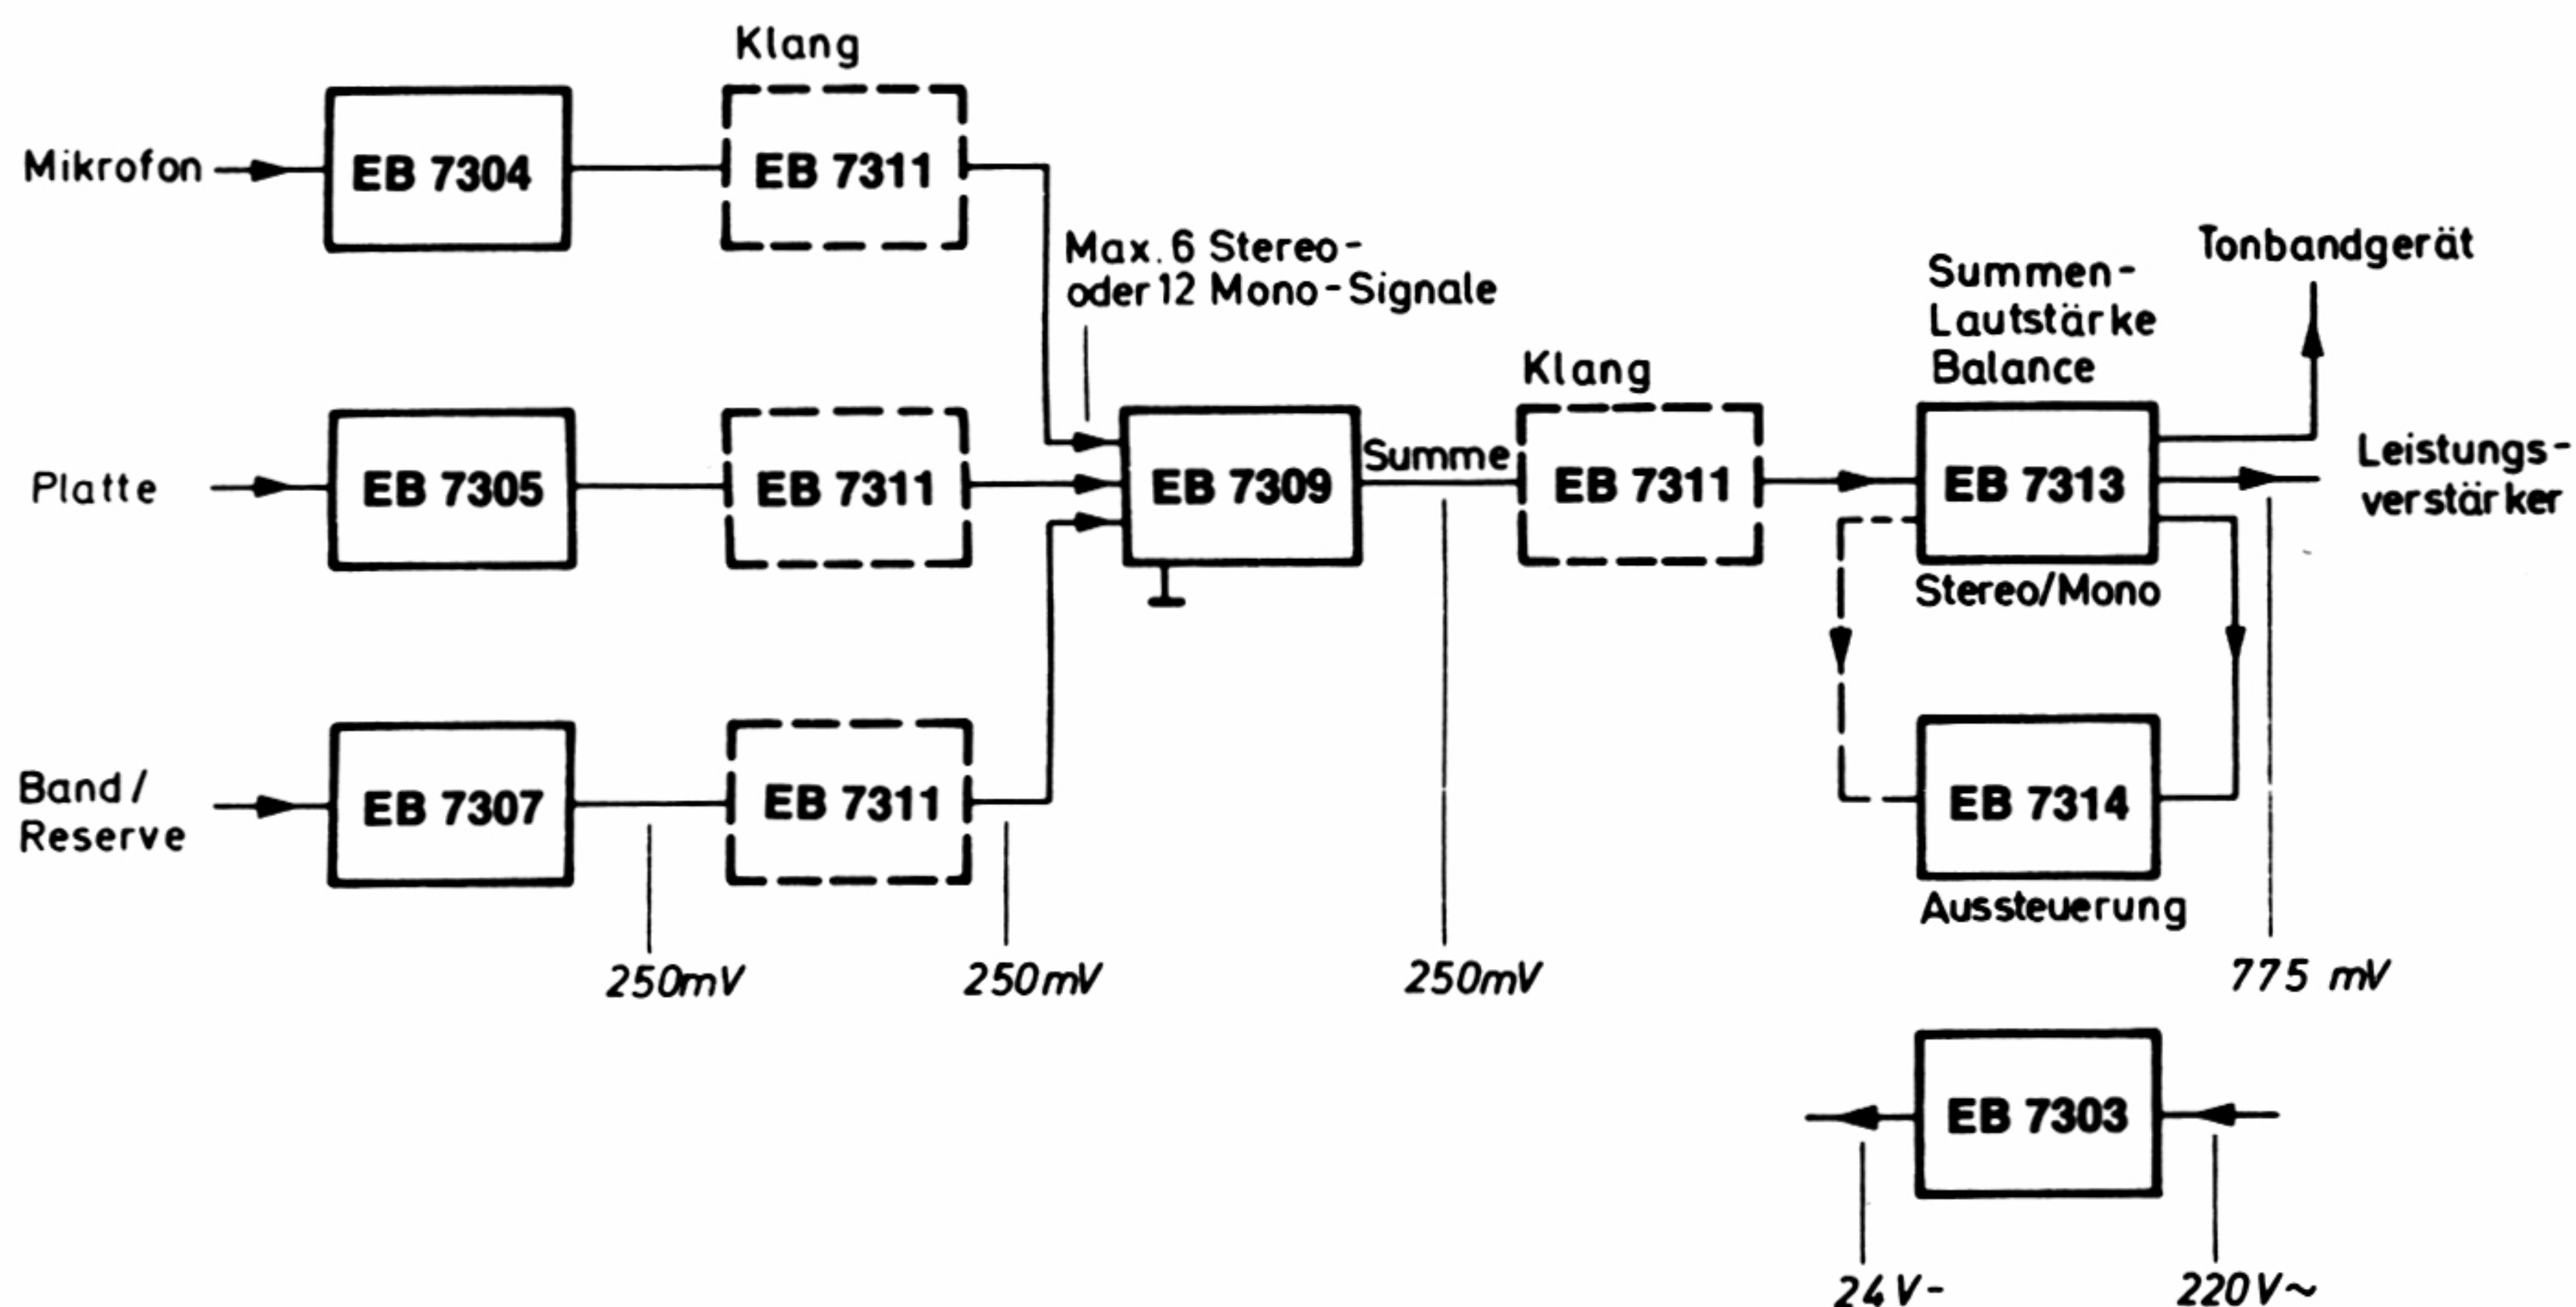 Klang
Mikrofon
EB 7304
EB 7311
Max. 6 Stereo-
oder 12 Mono-Signale
Platte
EB 7305
EB 7311
EB 7309
Summe
Klang
EB 7311
Summen-
Lautstärke
Balance
EB 7313
Stereo/Mono
Tonbandgerät
Leistungs-
verstärker
Band/
Reserve
EB 7307
EB 7311
EB 7314
Aussteuerung
250mV
250mV
250mV
775 mV
EB 7303
24V-
220V~